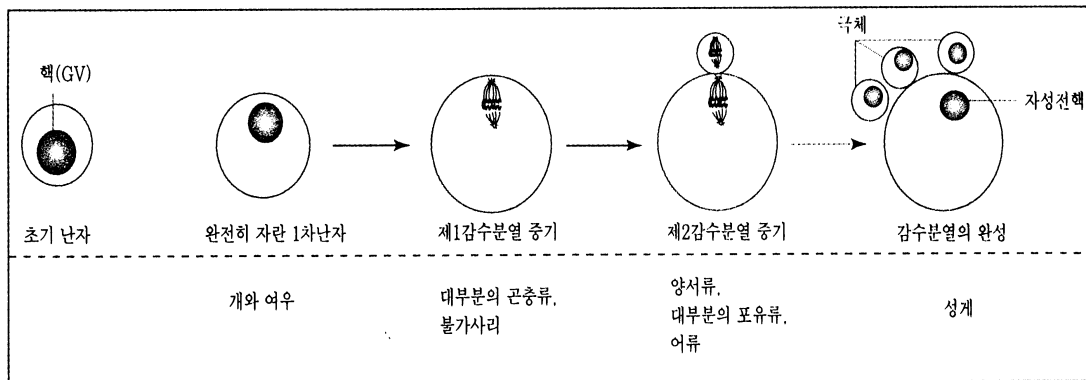 극체
핵(GV)
자성전핵
초기 난자
완전히 자란 1차난자
제1감수분열 중기
제2감수분열 중기
감수분열의 완성
개와 여우
대부분의 곤충류,
불가사리
양서류,
대부분의 포유류,
어류
성게